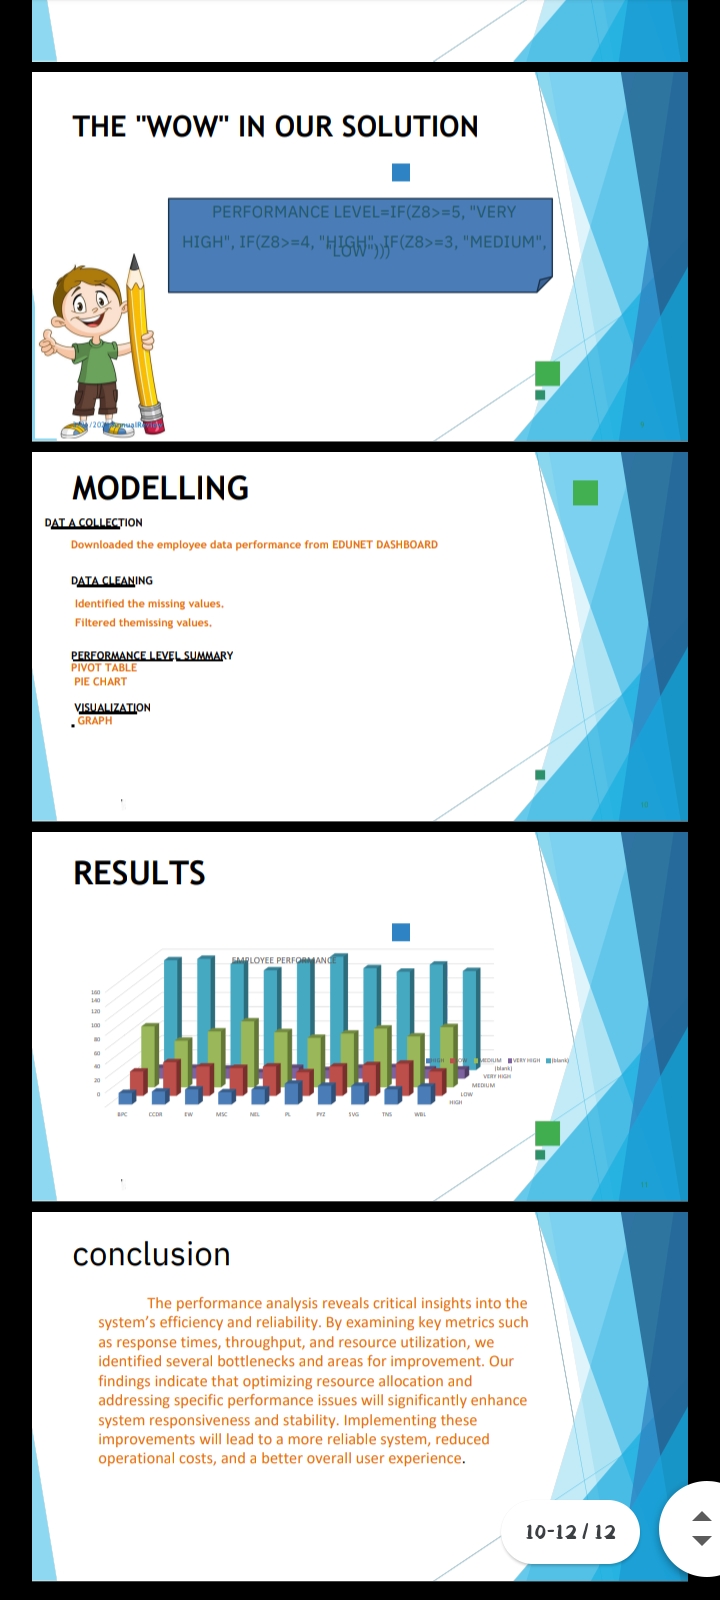 THE "WOW" IN OUR SOLUTION
PERFORMANCE LEVEL=IF(Z8>=5, "VERY
HIGH", IF(Z8>=4, "HIGH", IF(Z8>=3, "MEDIUM",
"LOW")))
9
MODELLING
DAT A COLLECTION
Downloaded the employee data performance from EDUNET DASHBOARD
DATA CLEANING
Identified the missing values.
Filtered themissing values.
PERFORMANCE LEVEL SUMMARY
PIVOT TABLE
PIE CHART
VISUALIZATION
GRAPH
10
RESULTS
EMPLOYEE PERFORMANCE
160
140
120
100
80
60
40
20
0
HIGH LOW MEDIUM VERY HIGH (blank)
(blank)
VERY HIGH
MEDIUM
LOW
HIGH
BPC CCDR EW MSC NEL PL PYZ SVG TNS WBL
11
conclusion
The performance analysis reveals critical insights into the
system's efficiency and reliability. By examining key metrics such
as response times, throughput, and resource utilization, we
identified several bottlenecks and areas for improvement. Our
findings indicate that optimizing resource allocation and
addressing specific performance issues will significantly enhance
system responsiveness and stability. Implementing these
improvements will lead to a more reliable system, reduced
operational costs, and a better overall user experience.
10-12 / 12